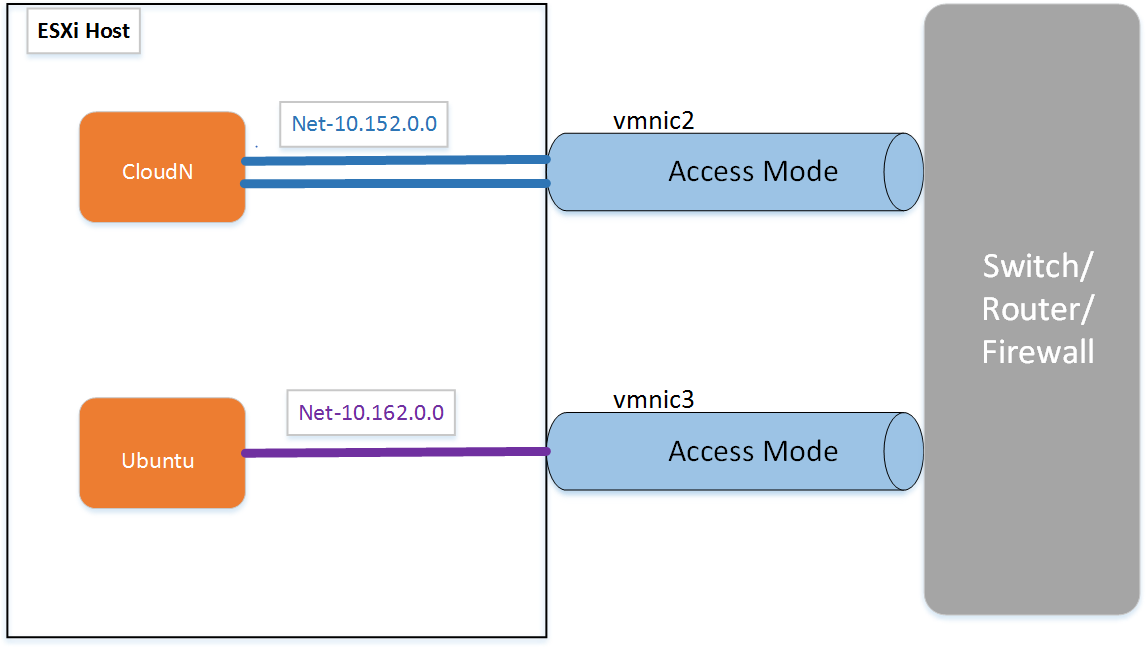 ESXi Host
Net-10.152.0.0
vmnic2
CloudN
Access Mode
Switch/
Router/
Firewall
Net-10.162.0.0
vmnic3
Ubuntu
Access Mode